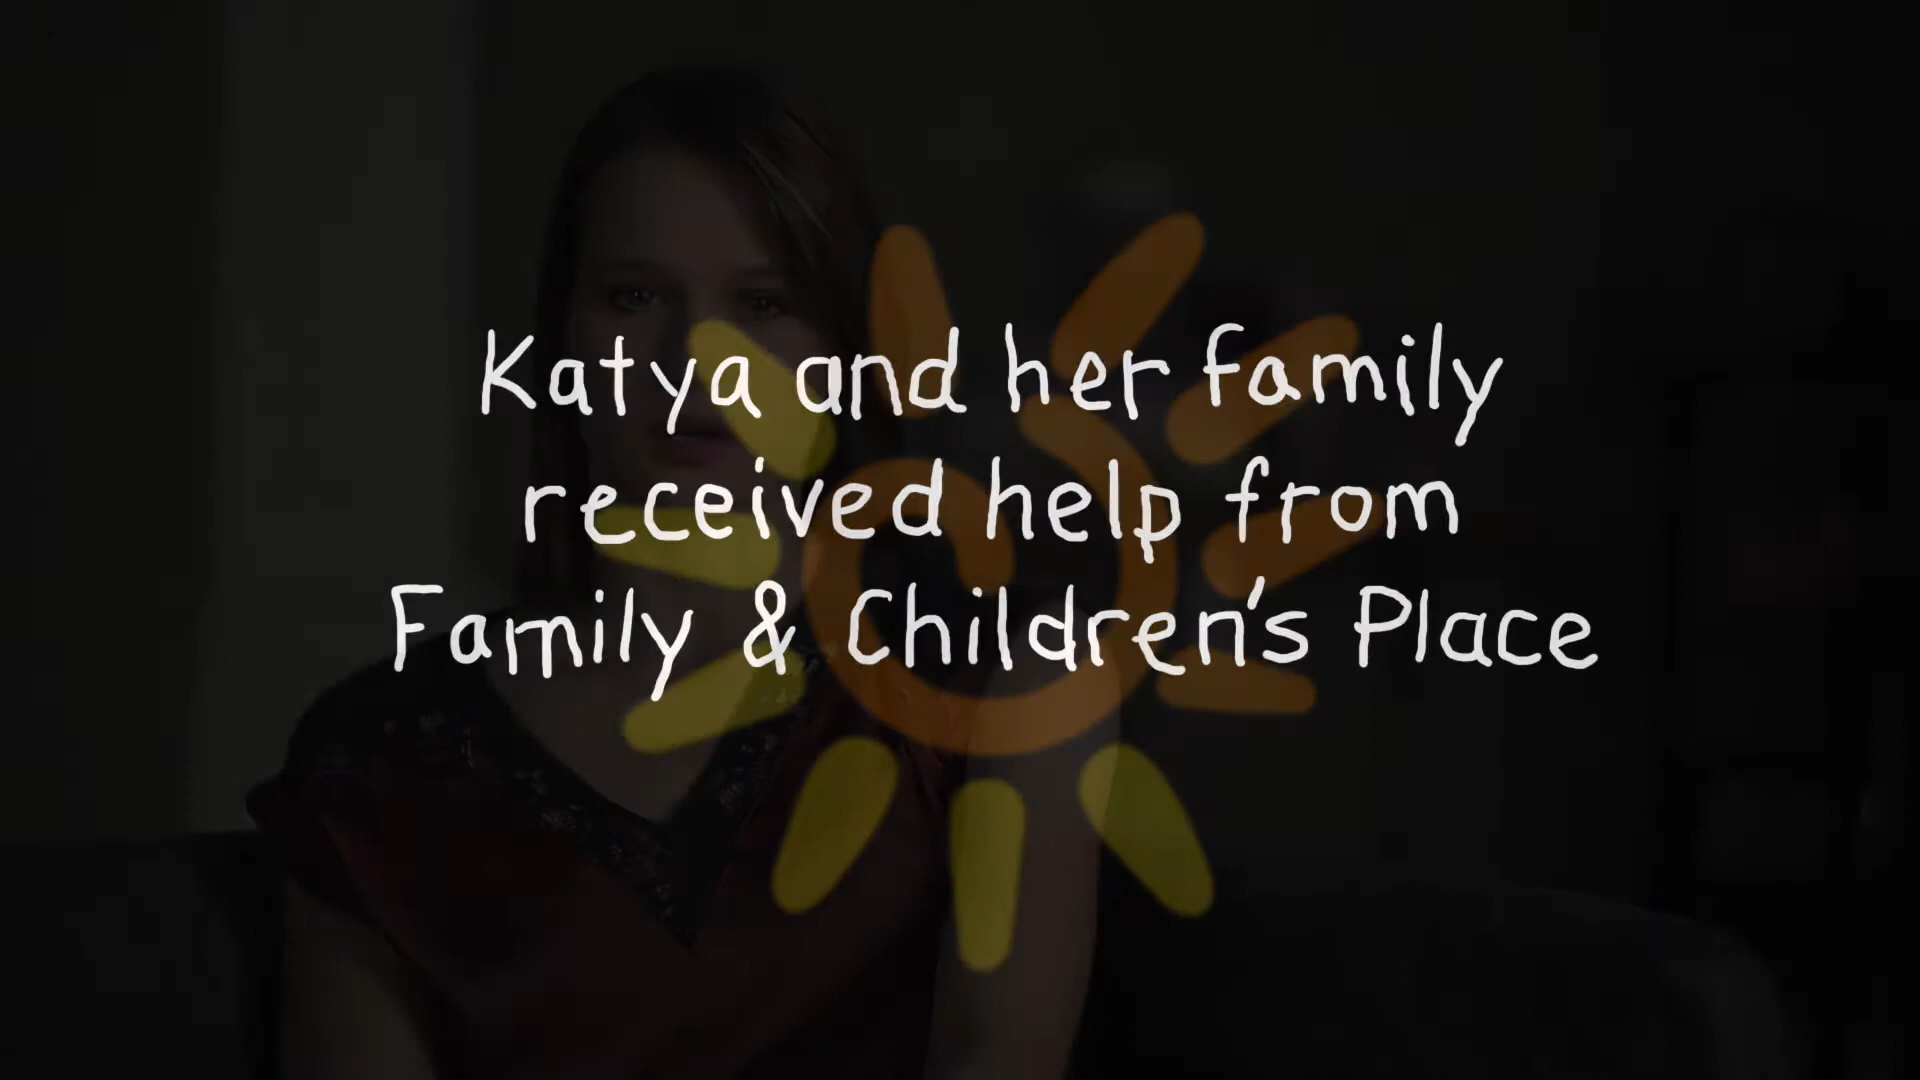 Katya and her family
received help from
Family & Children's Place